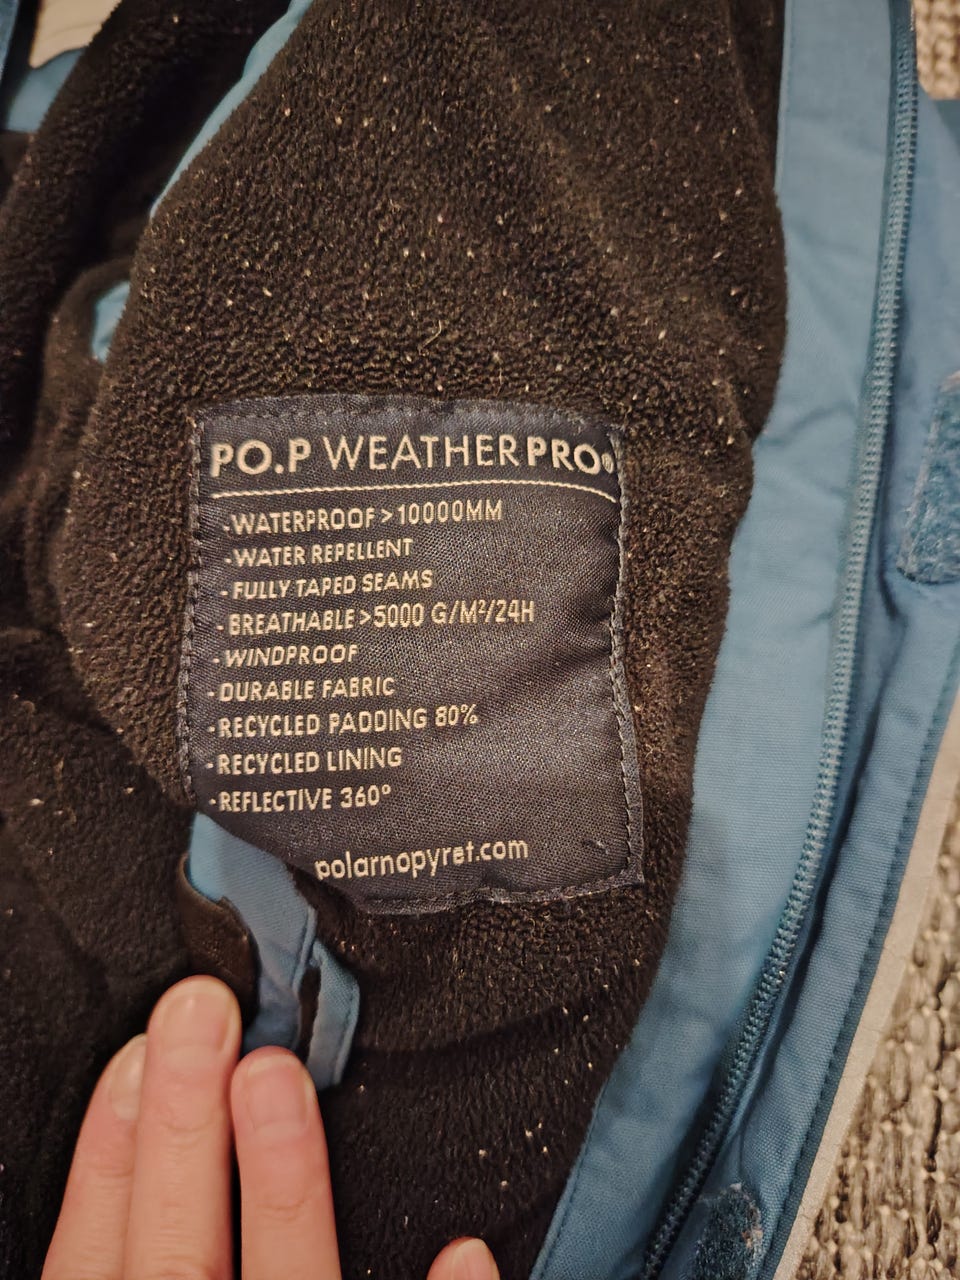 PO.P WEATHERPRO®
-WATERPROOF>10000MM
-WATER REPELLENT
-FULLY TAPED SEAMS
-BREATHABLE>5000 G/M²/24H
-WINDPROOF
-DURABLE FABRIC
-RECYCLED PADDING 80%
-RECYCLED LINING
-REFLECTIVE 360°
polarnopyret.com